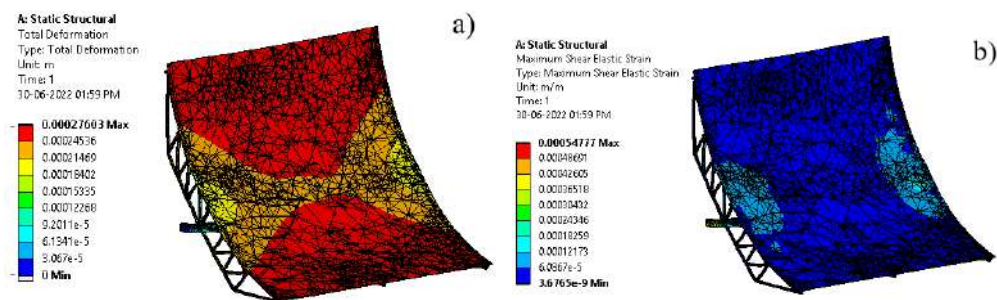 A: Static Structural
Total Deformation
Type: Total Deformation
Unit: m
Time: 1
30-06-2022 01:59 PM
0.00027603 Max
0.00024536
0.00021469
0.00018402
0.00015335
0.00012268
9.2011e-5
6.1341e-5
3.067e-5
0 Min
a)
A: Static Structural
Maximum Shear Elastic Strain
Type: Maximum Shear Elastic Strain
Unit: m/m
Time: 1
30-06-2022 01:59 PM
0.00054777 Max
0.00048691
0.00042605
0.00036518
0.00030432
0.00024346
0.00018259
0.00012173
6.0867e-5
3.6765e-9 Min
b)